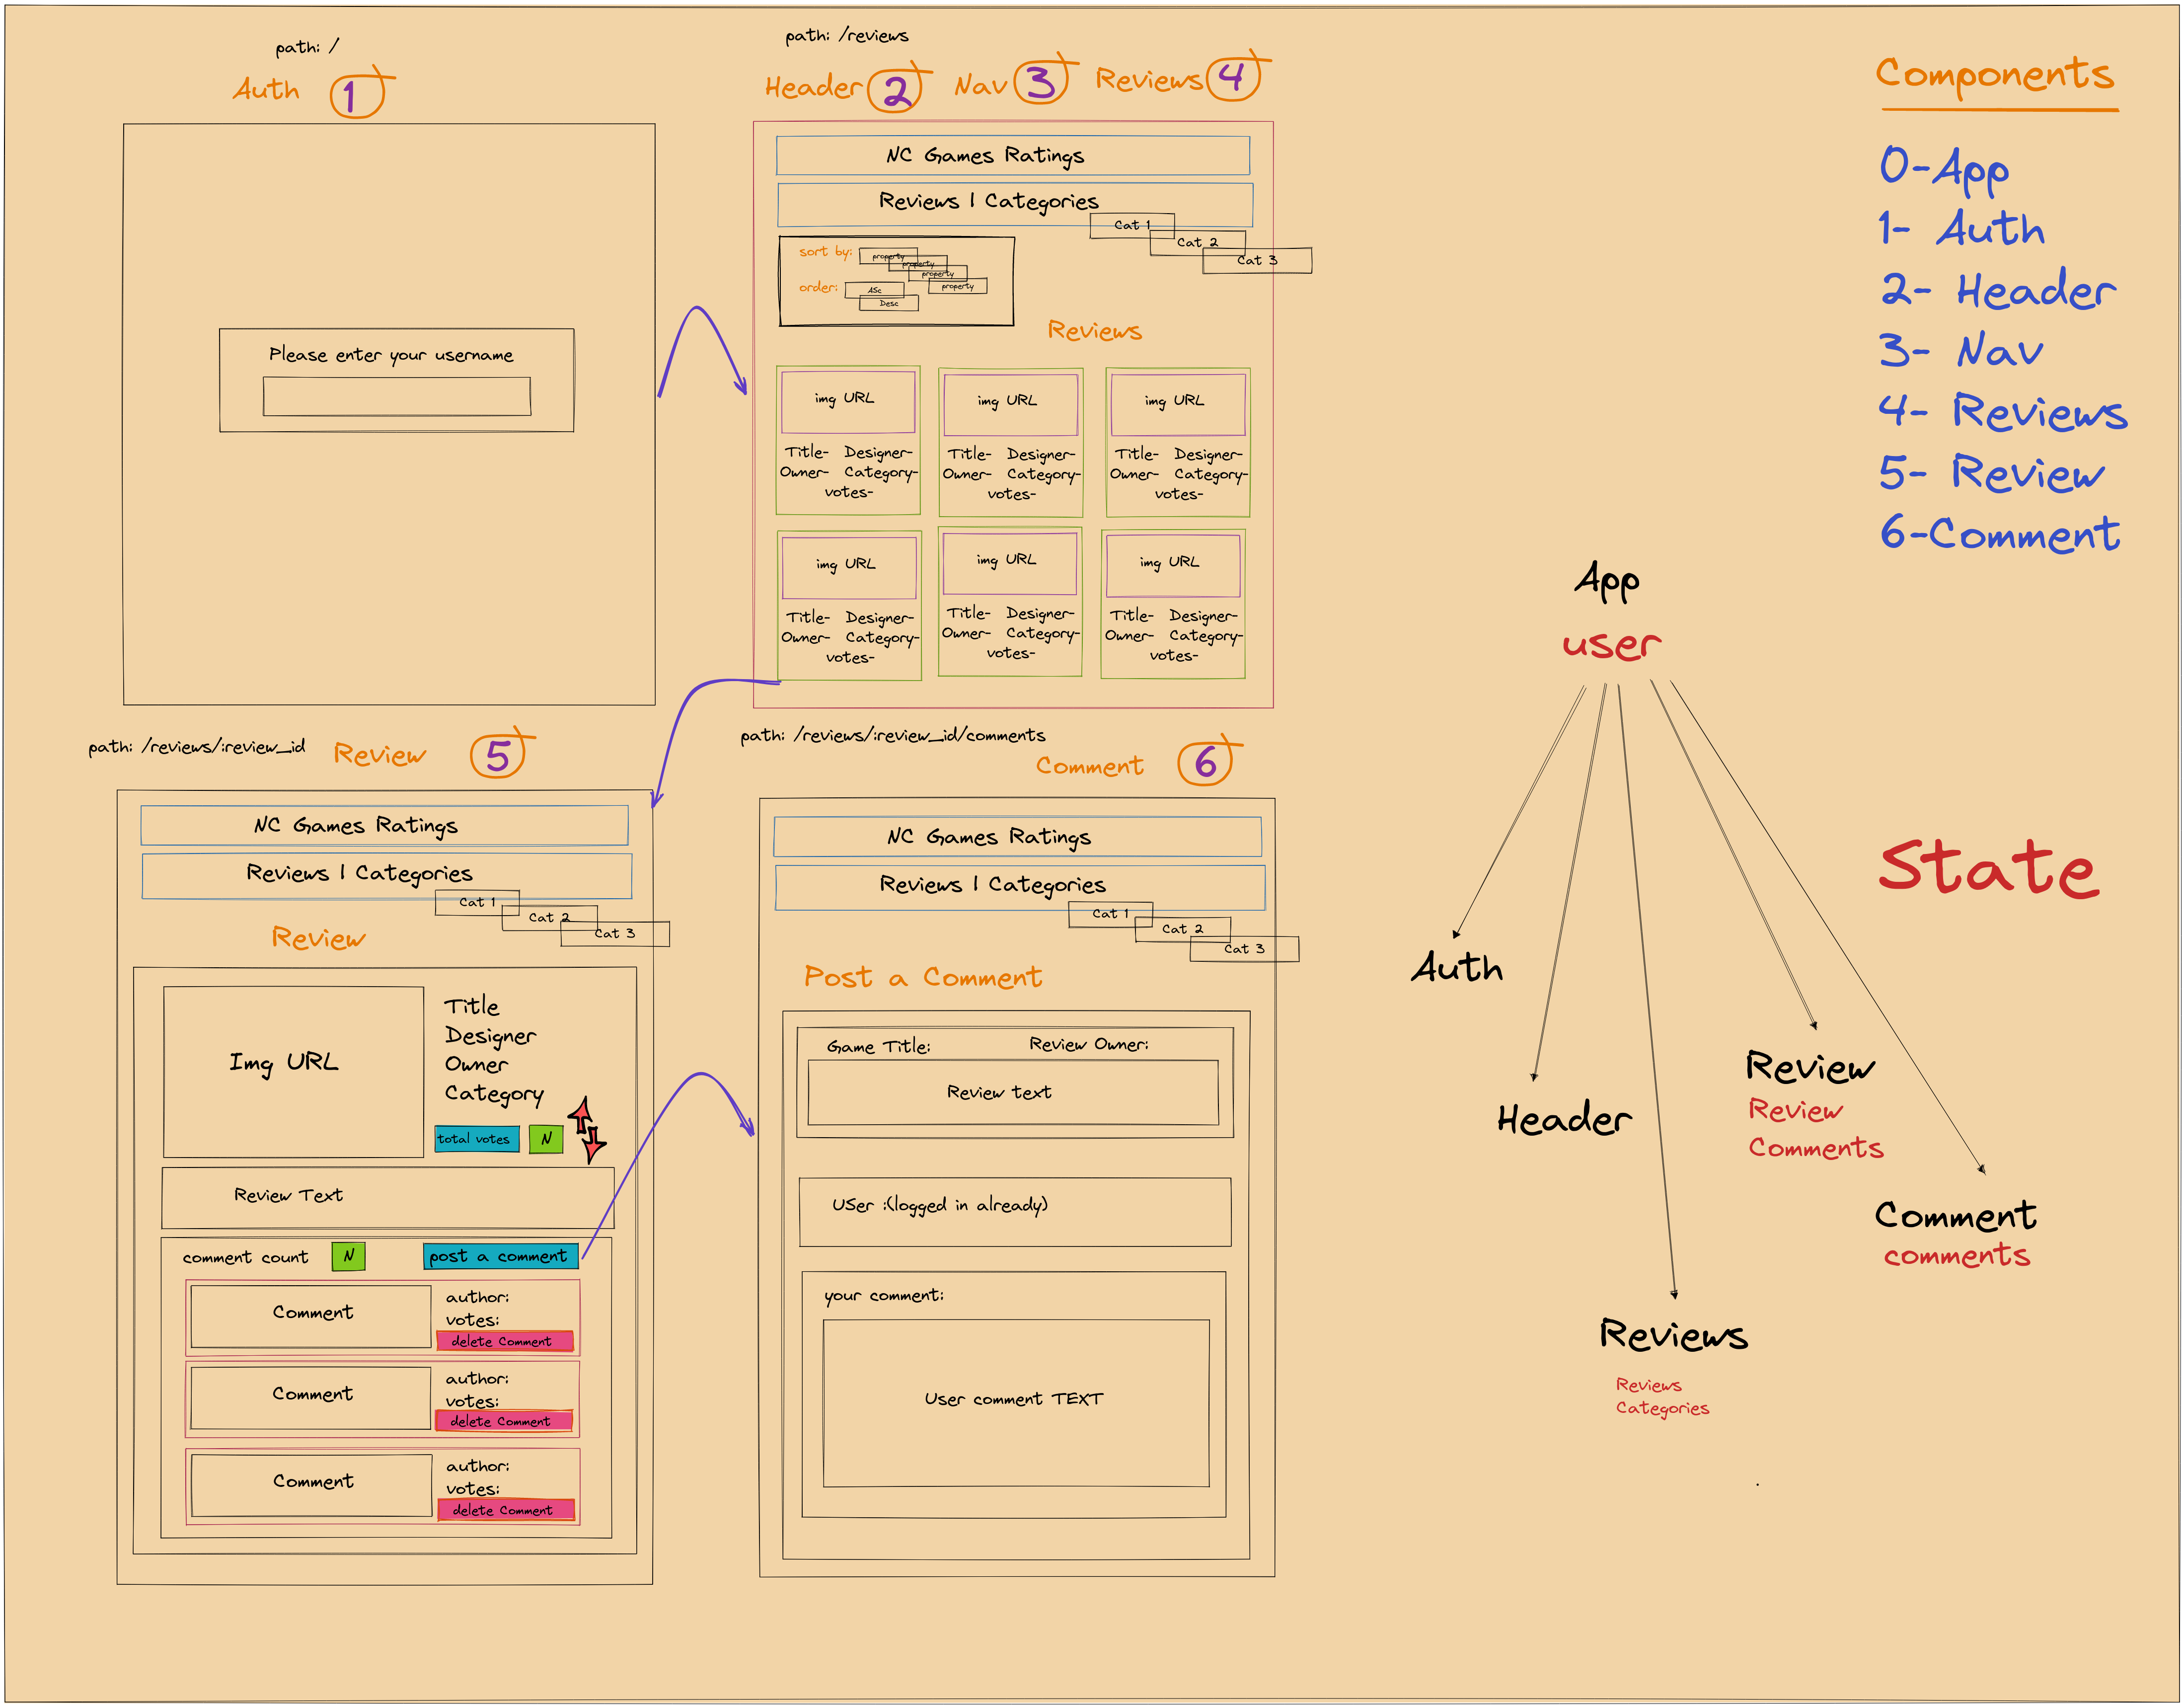 path: /
Auth 1
Please enter your username
path: /reviews
Header 2 Nav 3 Reviews 4
NC Games Ratings
Reviews | Categories
Cat 1
Cat 2
Cat 3
sort by: property
property
property
property
order: ASc
Desc
Reviews
img URL
Title- Designer-
Owner- Category-
votes-
img URL
Title- Designer-
Owner- Category-
votes-
img URL
Title- Designer-
Owner- Category-
votes-
img URL
Title- Designer-
Owner- Category-
votes-
img URL
Title- Designer-
Owner- Category-
votes-
img URL
Title- Designer-
Owner- Category-
votes-
path: /reviews/:review_id Review 5
NC Games Ratings
Reviews | Categories
Cat 1
Cat 2
Cat 3
Review
Img URL
Title
Designer
Owner
Category
total votes N
Review Text
comment count N post a comment
Comment
author:
votes:
delete Comment
Comment
author:
votes:
delete Comment
Comment
author:
votes:
delete Comment
path: /reviews/:review_id/comments
Comment 6
NC Games Ratings
Reviews | Categories
Cat 1
Cat 2
Cat 3
Post a Comment
Game Title: Review Owner:
Review text
USer :(logged in already)
your comment:
User comment TEXT
Components
0-App
1- Auth
2- Header
3- Nav
4- Reviews
5- Review
6-Comment
App
user
State
Auth
Header
Review
Review
Comments
Comment
comments
Reviews
Reviews
Categories